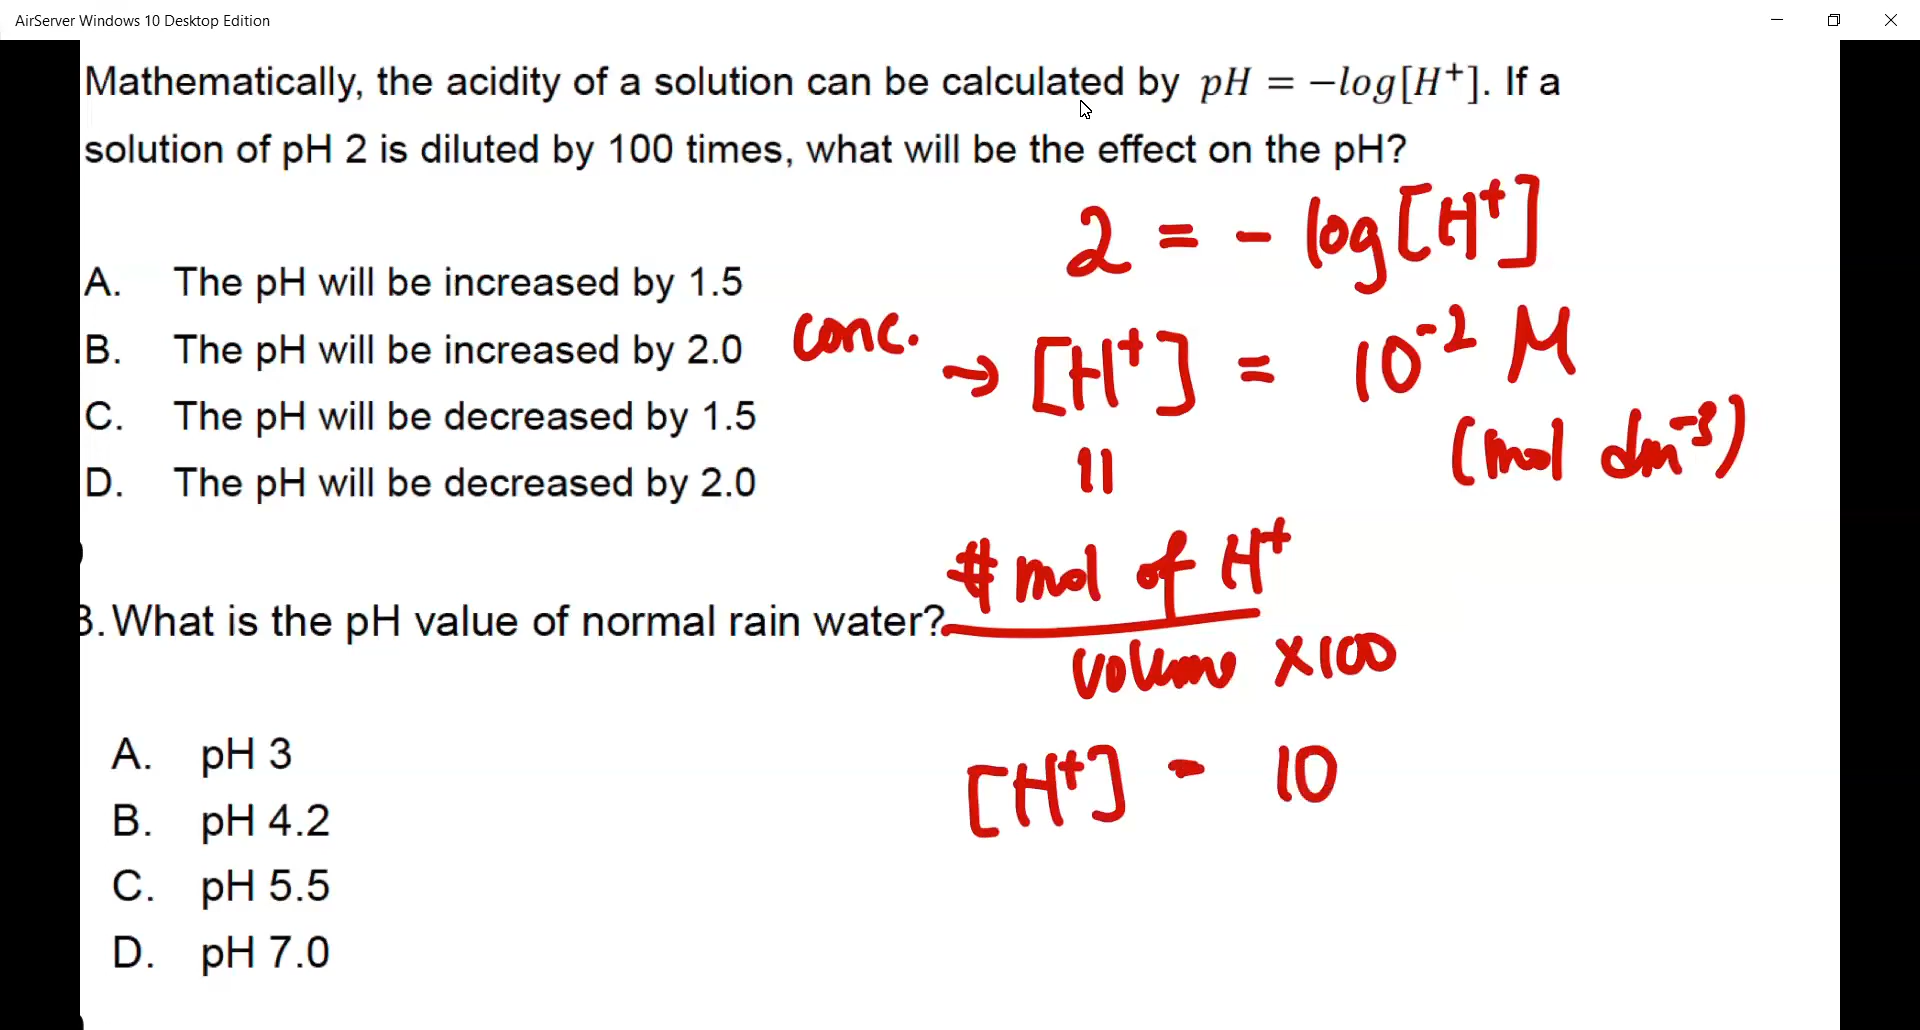 AirServer Windows 10 Desktop Edition
Mathematically, the acidity of a solution can be calculated by pH = −log[H⁺]. If a
solution of pH 2 is diluted by 100 times, what will be the effect on the pH?
2 = - log[H⁺]
A. The pH will be increased by 1.5
B. The pH will be increased by 2.0
C. The pH will be decreased by 1.5
D. The pH will be decreased by 2.0
conc. → [H⁺] = 10⁻² M
(mol dm⁻³)
||
# mol of H⁺
volume ×100
3. What is the pH value of normal rain water?
[H⁺] - 10
A. pH 3
B. pH 4.2
C. pH 5.5
D. pH 7.0